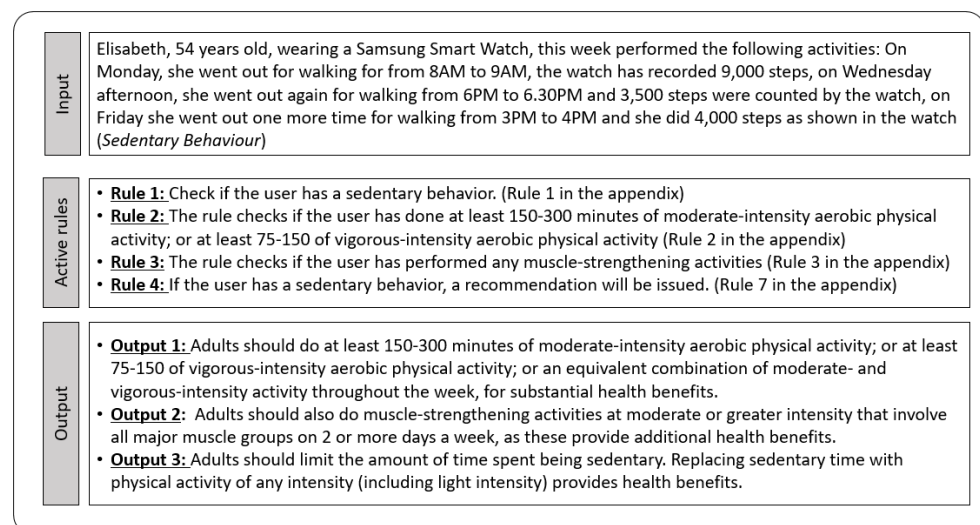 Input
Elisabeth, 54 years old, wearing a Samsung Smart Watch, this week performed the following activities: On
Monday, she went out for walking for from 8AM to 9AM, the watch has recorded 9,000 steps, on Wednesday
afternoon, she went out again for walking from 6PM to 6.30PM and 3,500 steps were counted by the watch, on
Friday she went out one more time for walking from 3PM to 4PM and she did 4,000 steps as shown in the watch
(Sedentary Behaviour)
Active rules
• Rule 1: Check if the user has a sedentary behavior. (Rule 1 in the appendix)
• Rule 2: The rule checks if the user has done at least 150-300 minutes of moderate-intensity aerobic physical
activity; or at least 75-150 of vigorous-intensity aerobic physical activity (Rule 2 in the appendix)
• Rule 3: The rule checks if the user has performed any muscle-strengthening activities (Rule 3 in the appendix)
• Rule 4: If the user has a sedentary behavior, a recommendation will be issued. (Rule 7 in the appendix)
Output
• Output 1: Adults should do at least 150-300 minutes of moderate-intensity aerobic physical activity; or at least
75-150 of vigorous-intensity aerobic physical activity; or an equivalent combination of moderate- and
vigorous-intensity activity throughout the week, for substantial health benefits.
• Output 2: Adults should also do muscle-strengthening activities at moderate or greater intensity that involve
all major muscle groups on 2 or more days a week, as these provide additional health benefits.
• Output 3: Adults should limit the amount of time spent being sedentary. Replacing sedentary time with
physical activity of any intensity (including light intensity) provides health benefits.